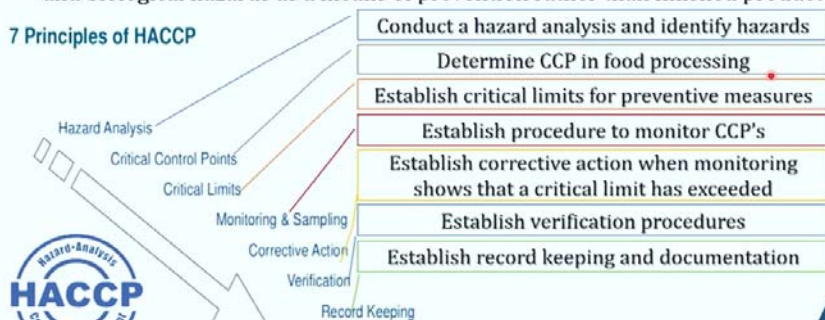 7 Principles of HACCP
Conduct a hazard analysis and identify hazards
Determine CCP in food processing
Establish critical limits for preventive measures
Establish procedure to monitor CCP's
Establish corrective action when monitoring
shows that a critical limit has exceeded
Establish verification procedures
Establish record keeping and documentation
Hazard Analysis
Critical Control Points
Critical Limits
Monitoring & Sampling
Corrective Action
Verification
Record Keeping
Hazard-Analysis
HACCP